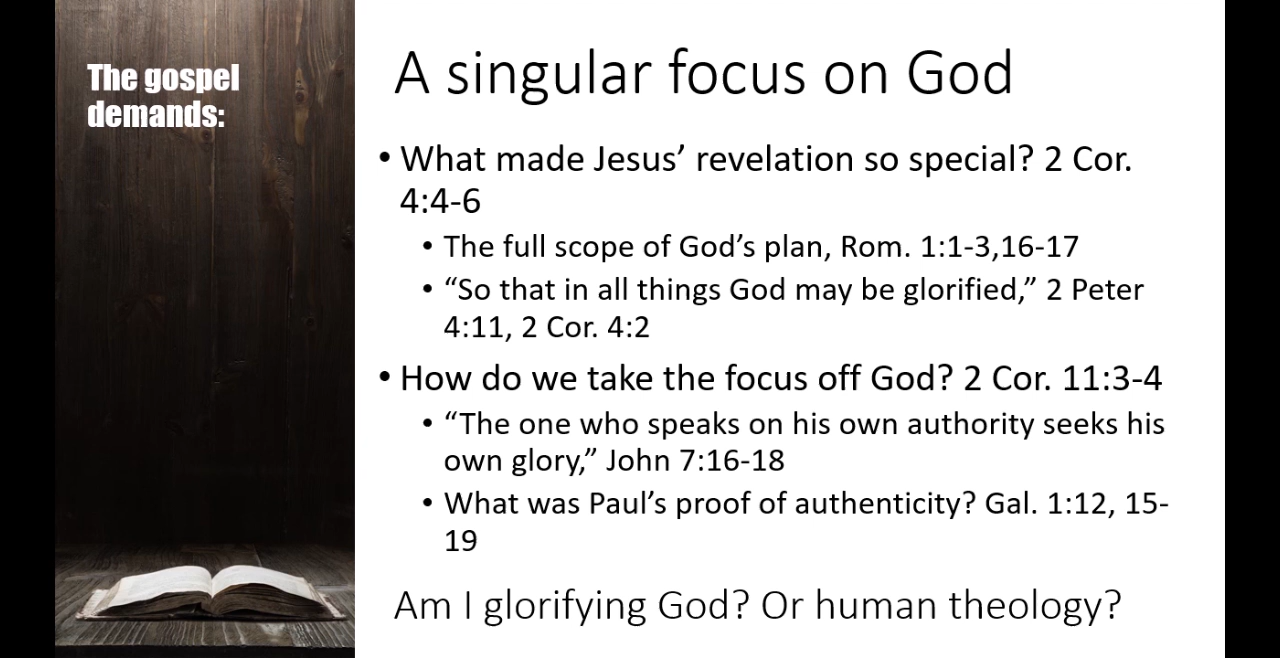 The gospel
demands:
A singular focus on God
• What made Jesus’ revelation so special? 2 Cor.
4:4-6
• The full scope of God’s plan, Rom. 1:1-3,16-17
• “So that in all things God may be glorified,” 2 Peter
4:11, 2 Cor. 4:2
• How do we take the focus off God? 2 Cor. 11:3-4
• “The one who speaks on his own authority seeks his
own glory,” John 7:16-18
• What was Paul’s proof of authenticity? Gal. 1:12, 15-
19
Am I glorifying God? Or human theology?